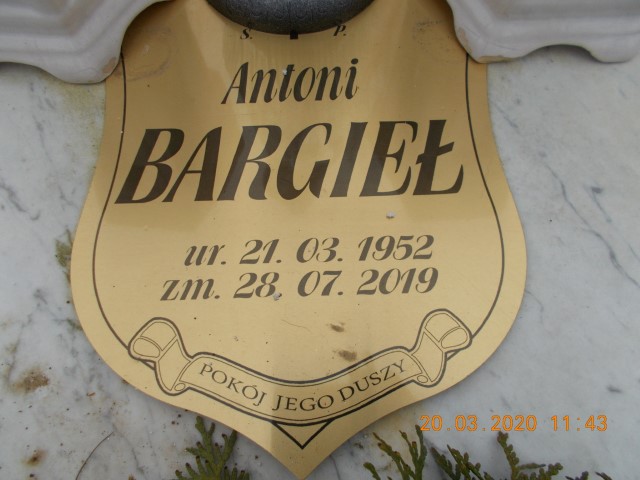 Ś. P.
Antoni
BARGIEŁ
ur. 21. 03. 1952
zm. 28. 07. 2019
POKÓJ JEGO DUSZY
20.03.2020 11:43